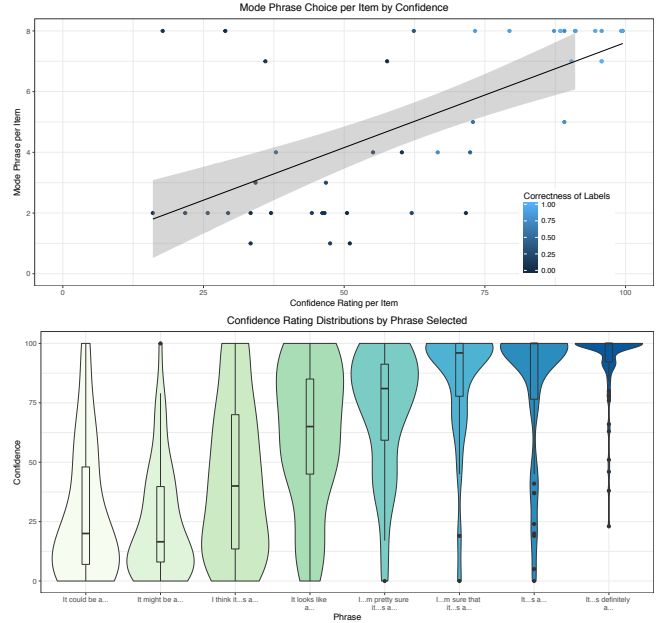 Mode Phrase Choice per Item by Confidence
Mode Phrase per Item
8
6
4
2
0
Correctness of Labels
1.00
0.75
0.50
0.25
0.00
0 25 50 75 100
Confidence Rating per Item
Confidence Rating Distributions by Phrase Selected
Confidence
100
75
50
25
0
It could be a... It might be a... I think it...s a... It looks like I...m pretty sure I...m sure that It...s a... It...s definitely
a... it...s a... it...s a... a...
Phrase